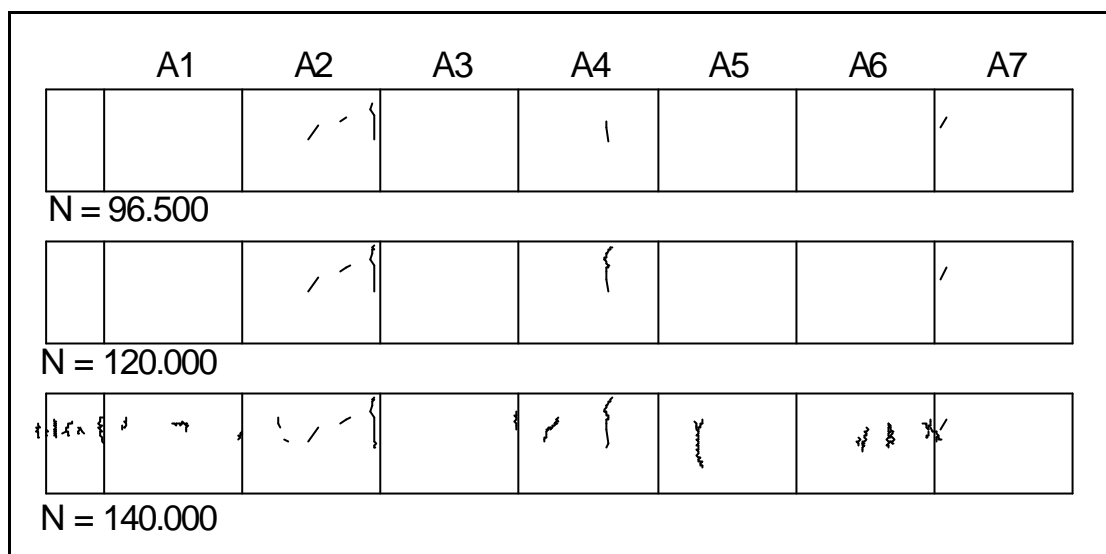 A1 A2 A3 A4 A5 A6 A7
N = 96.500
N = 120.000
N = 140.000